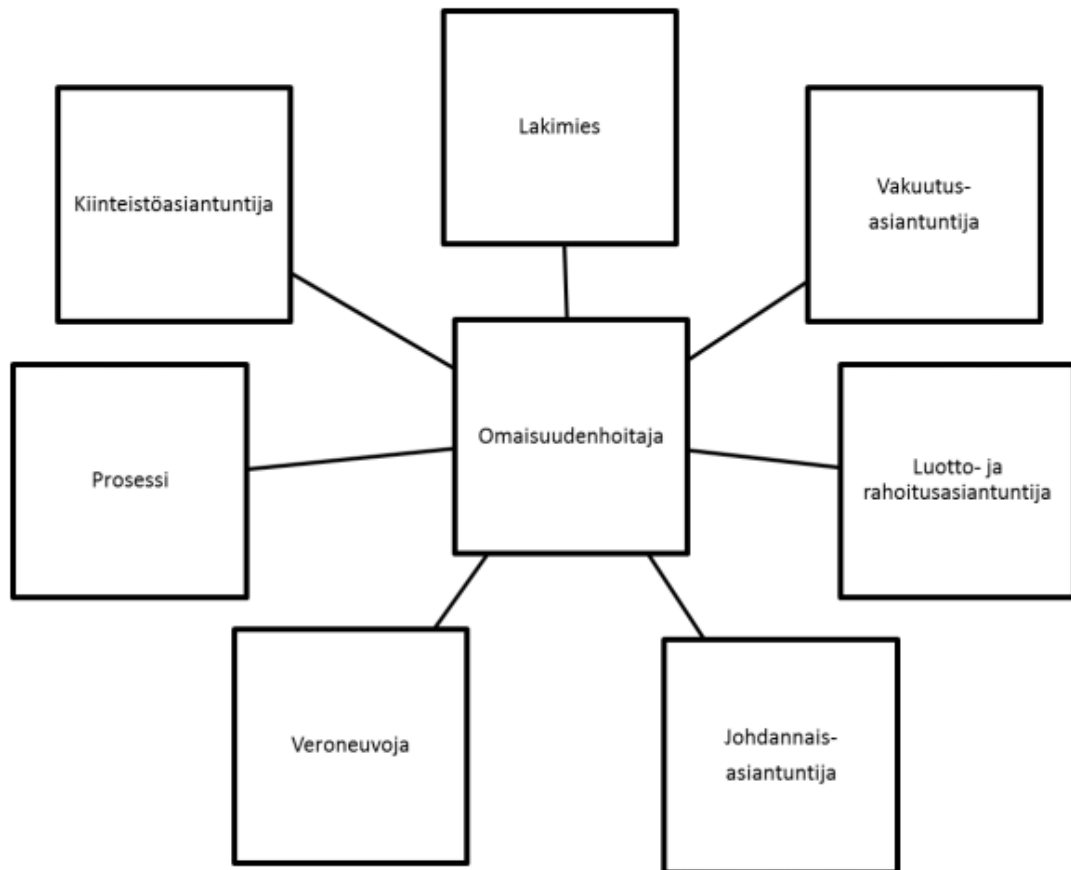 Lakimies
Kiinteistöasiantuntija
Vakuutus-
asiantuntija
Omaisuudenhoitaja
Prosessi
Luotto- ja
rahoitusasiantuntija
Veroneuvoja
Johdannais-
asiantuntija